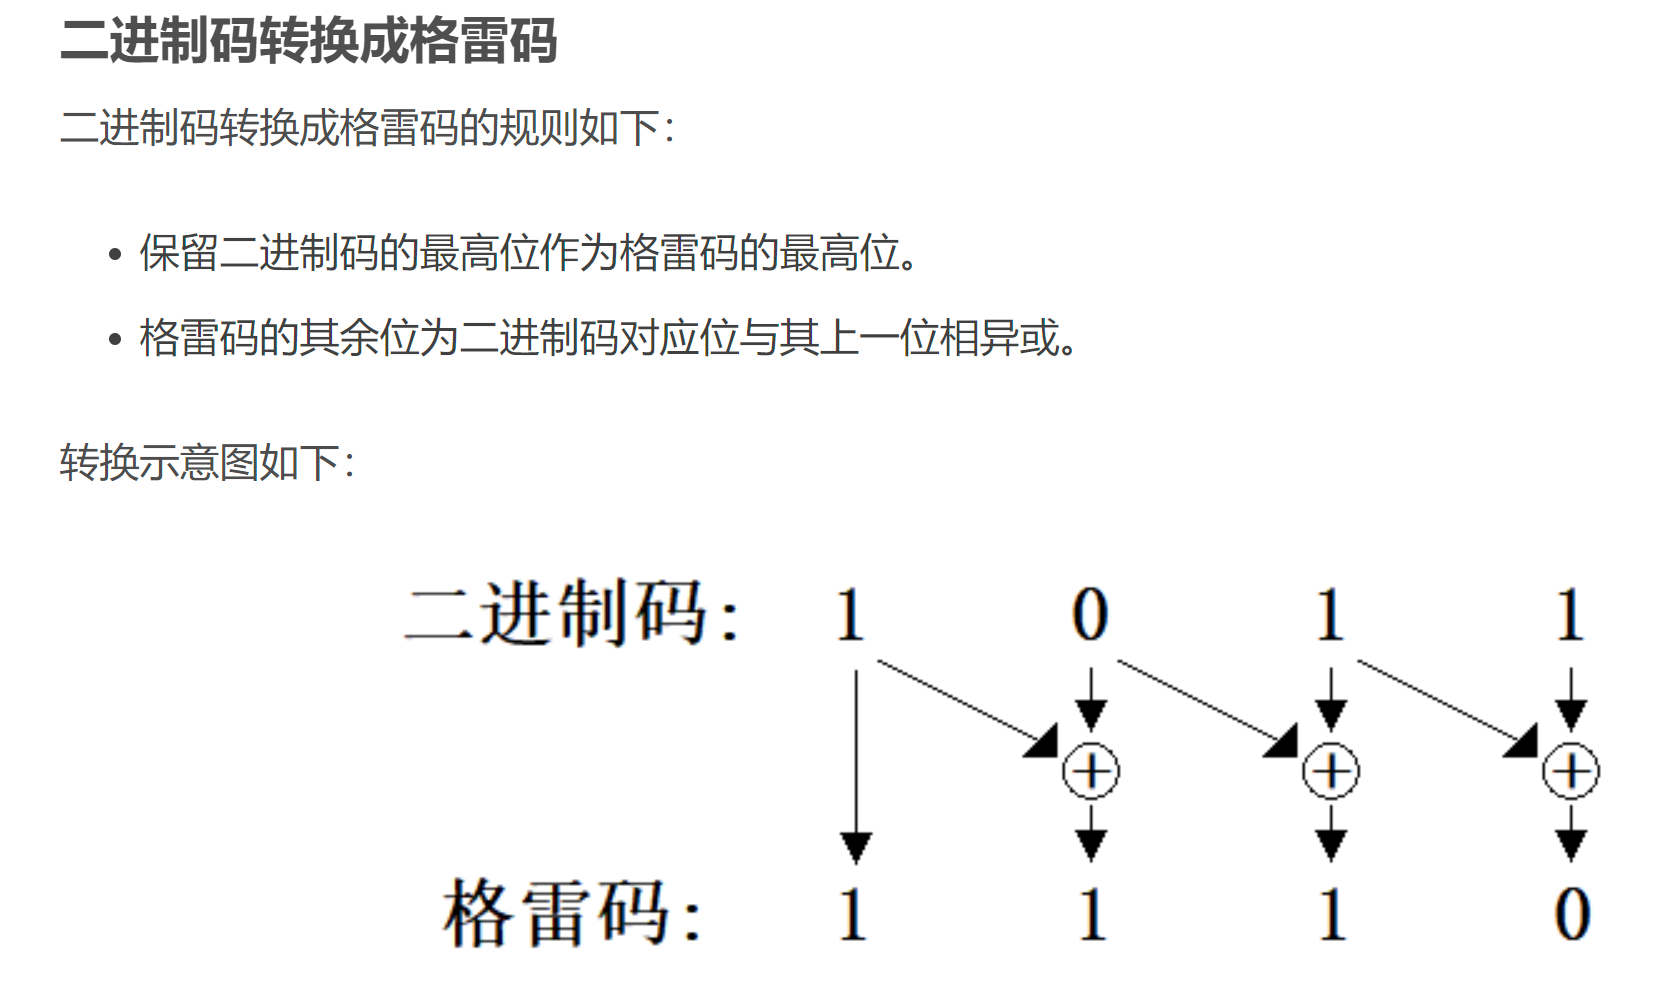 二进制码转换成格雷码
二进制码转换成格雷码的规则如下：
• 保留二进制码的最高位作为格雷码的最高位。
• 格雷码的其余位为二进制码对应位与其上一位相异或。
转换示意图如下：
二进制码: 1 0 1 1
+ + +
格雷码: 1 1 1 0